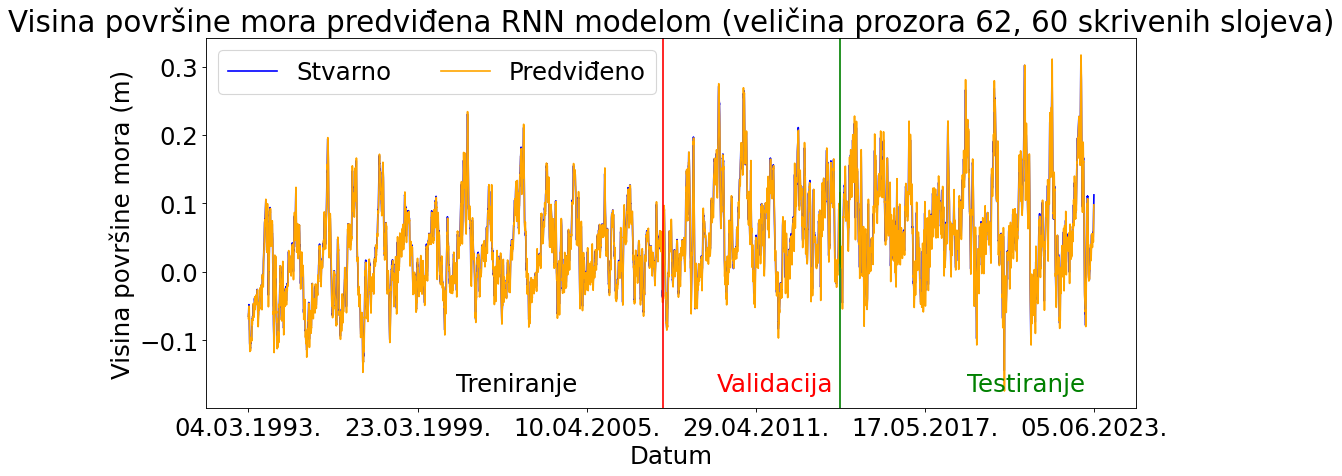 Visina površine mora predviđena RNN modelom (veličina prozora 62, 60 skrivenih slojeva)
Stvarno Predviđeno
Visina površine mora (m)
0.3
0.2
0.1
0.0
−0.1
Treniranje Validacija Testiranje
04.03.1993. 23.03.1999. 10.04.2005. 29.04.2011. 17.05.2017. 05.06.2023.
Datum